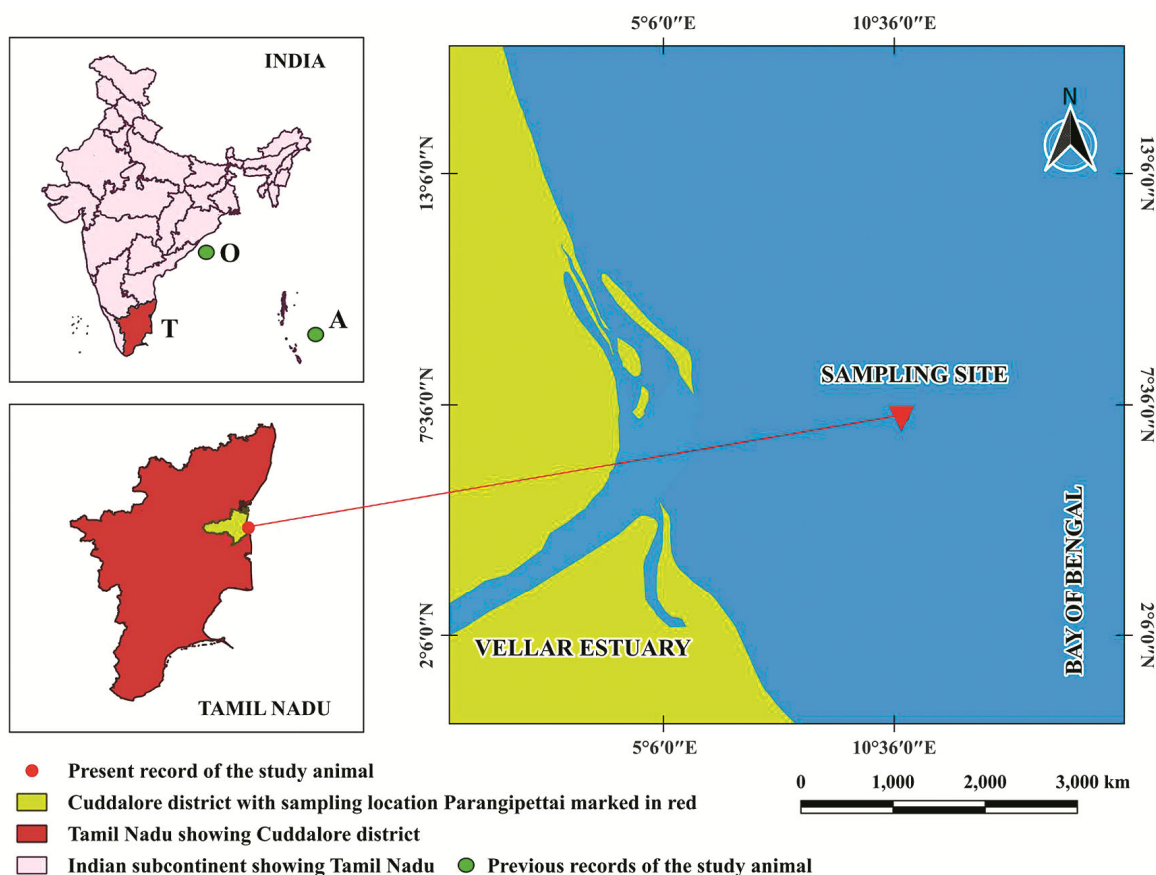 INDIA
O
A
T
TAMIL NADU
5°6′0″E 10°36′0″E
N
13°6′0″N 13°6′0″N
SAMPLING SITE
7°36′0″N 7°36′0″N
BAY OF BENGAL
VELLAR ESTUARY
2°6′0″N 2°6′0″N
5°6′0″E 10°36′0″E
Present record of the study animal
Cuddalore district with sampling location Parangipettai marked in red
Tamil Nadu showing Cuddalore district
Indian subcontinent showing Tamil Nadu Previous records of the study animal
0 1,000 2,000 3,000 km